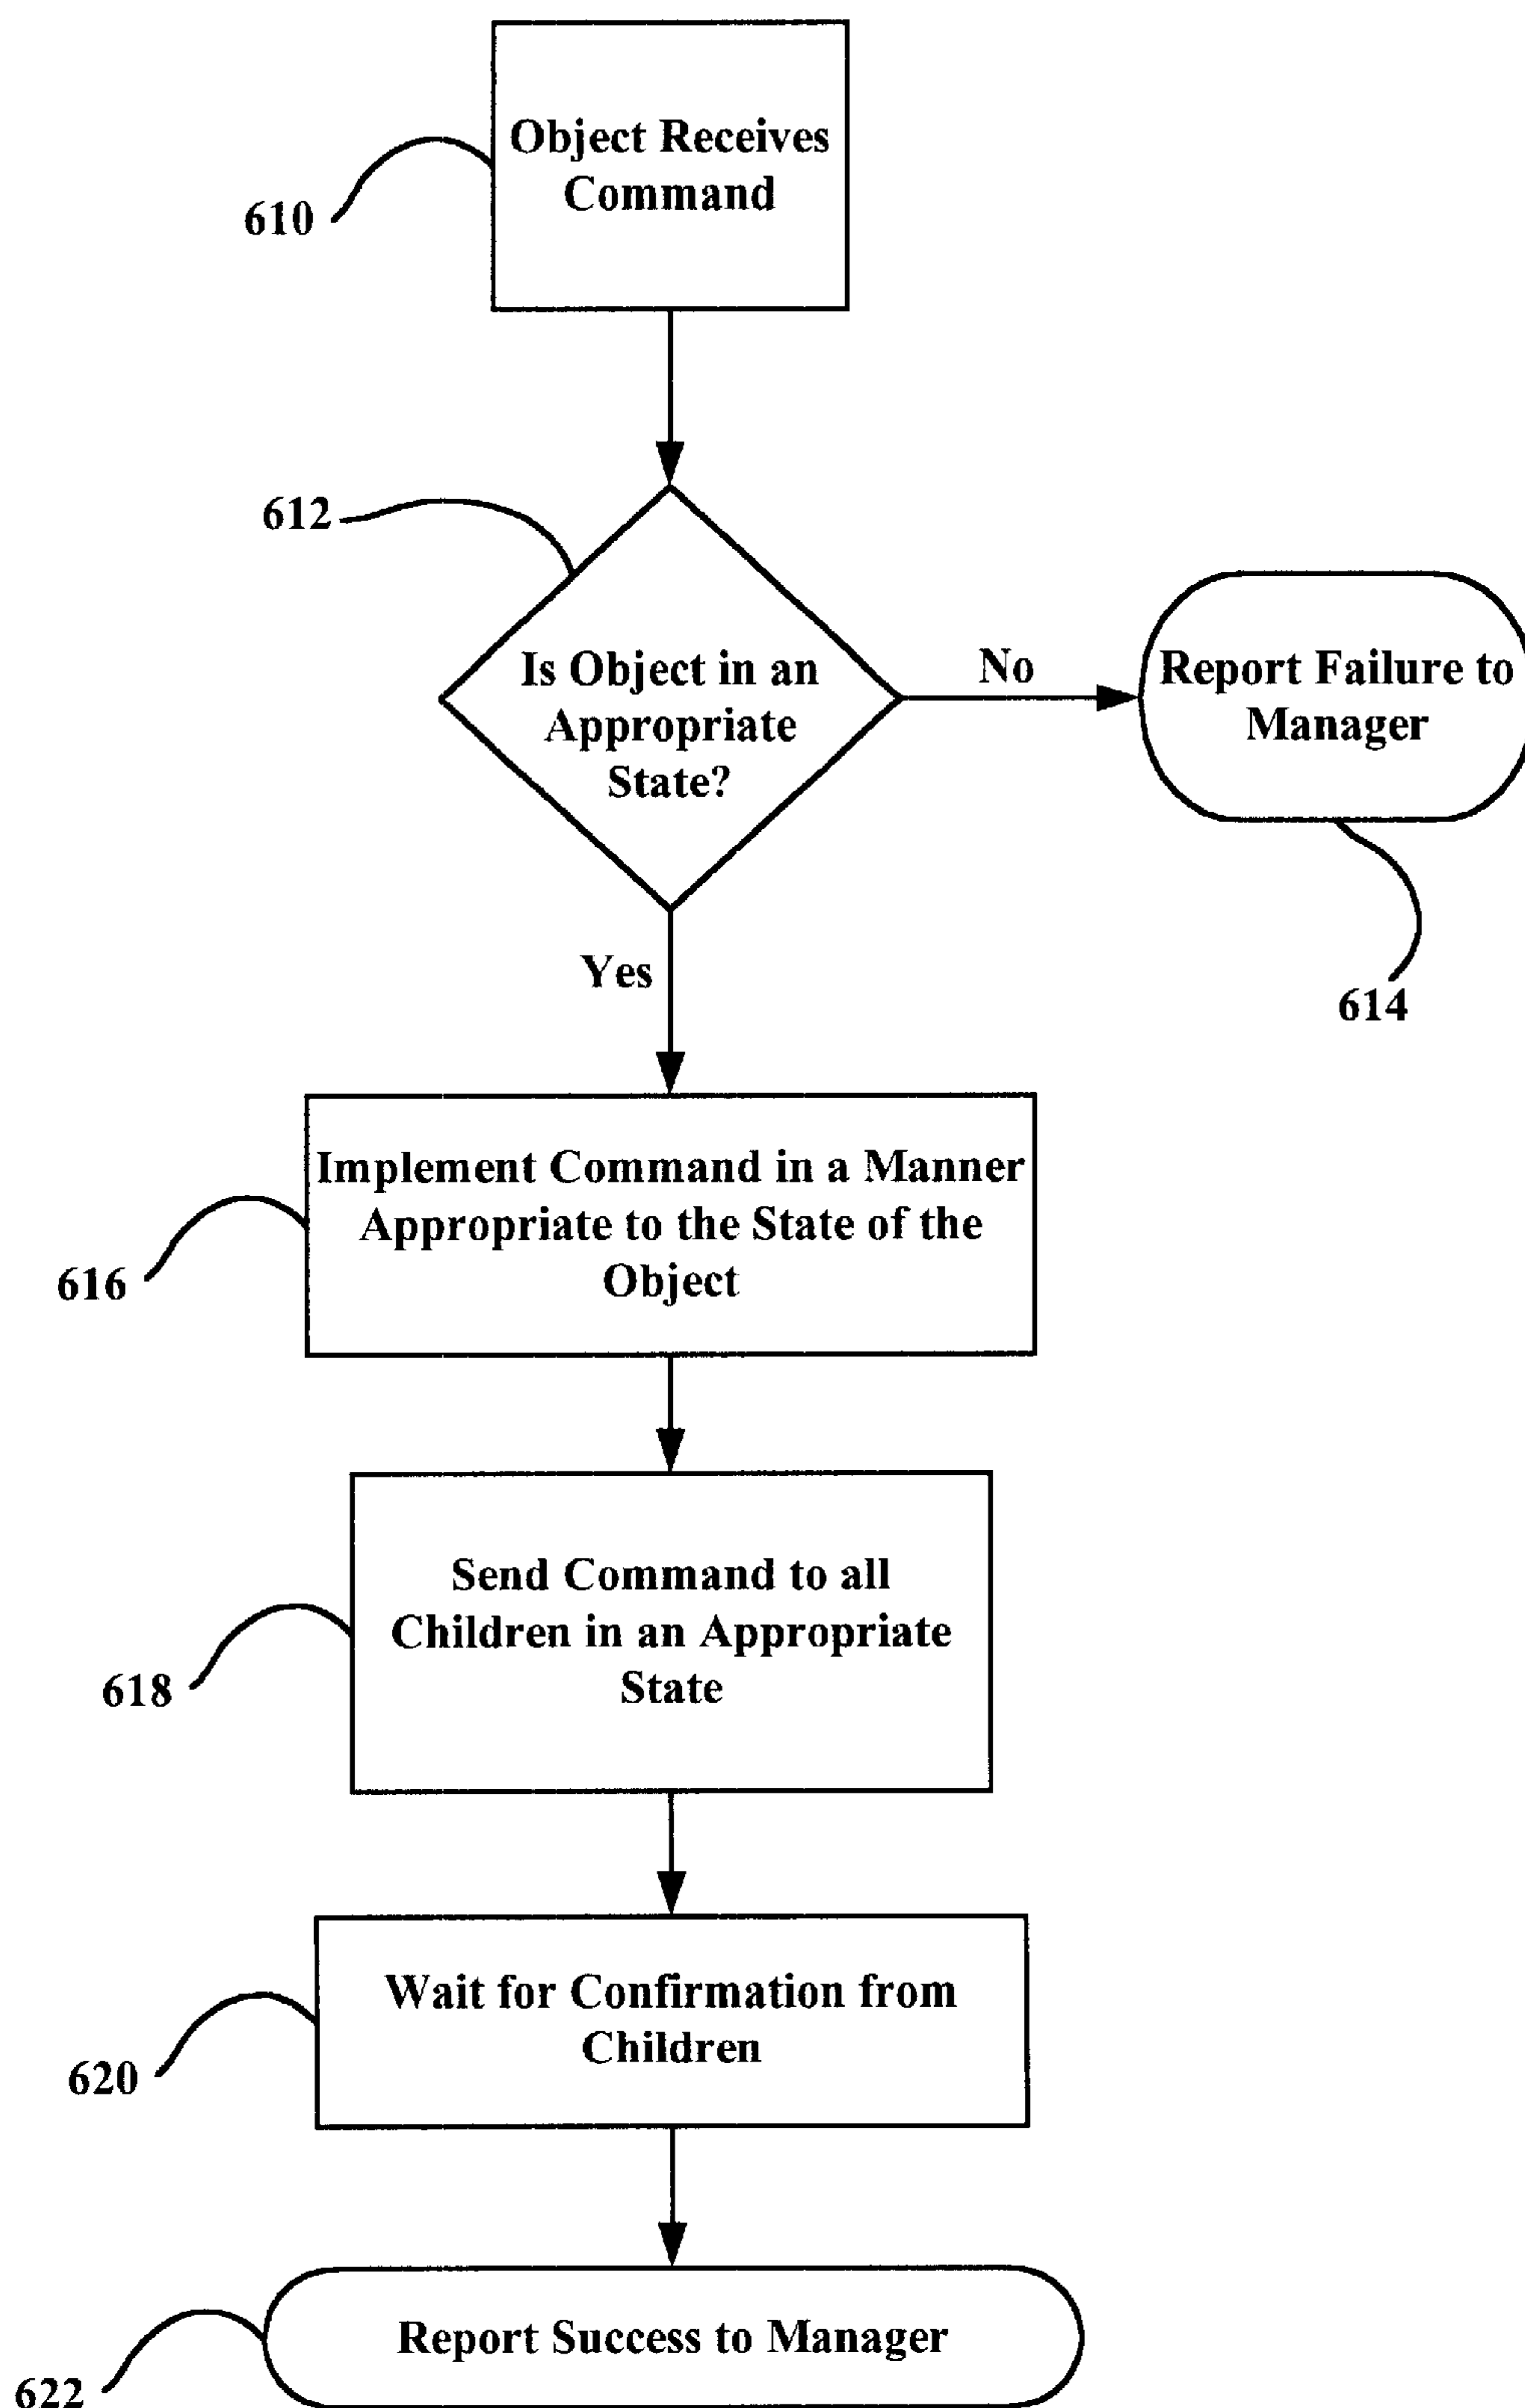 Object Receives
Command
610
612
Is Object in an
Appropriate
State?
No
Report Failure to
Manager
614
Yes
Implement Command in a Manner
Appropriate to the State of the
Object
616
Send Command to all
Children in an Appropriate
State
618
Wait for Confirmation from
Children
620
Report Success to Manager
622